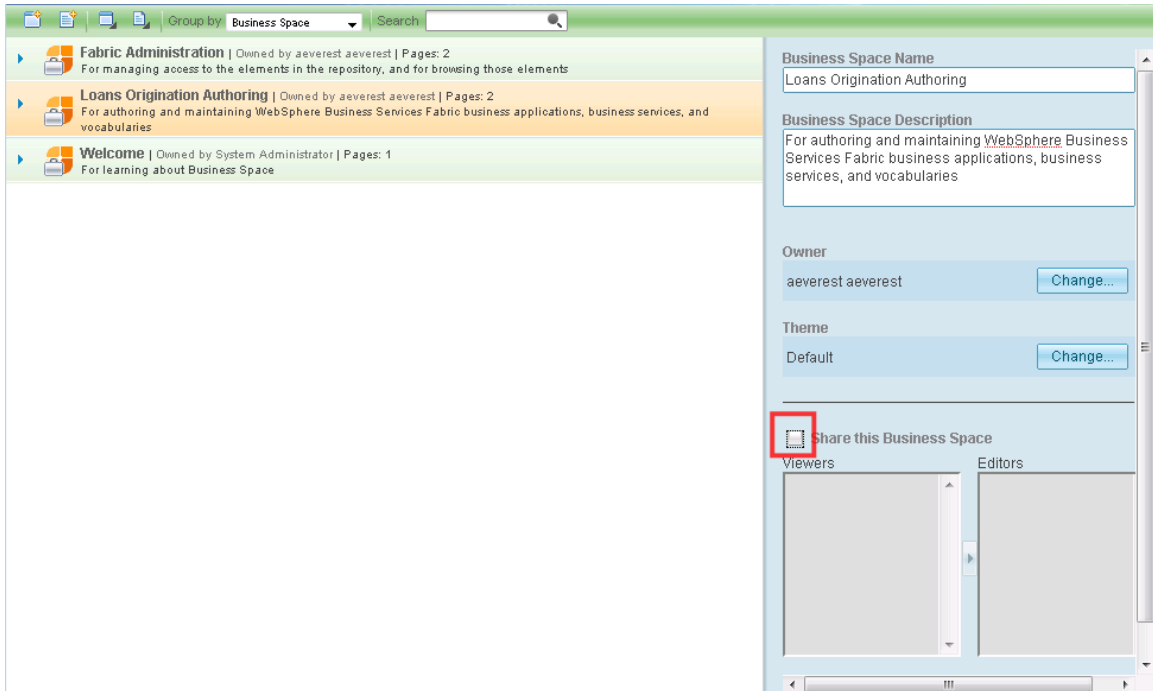 Group by Business Space Search
Fabric Administration | Owned by aeverest aeverest | Pages: 2
For managing access to the elements in the repository, and for browsing those elements
Loans Origination Authoring | Owned by aeverest aeverest | Pages: 2
For authoring and maintaining WebSphere Business Services Fabric business applications, business services, and
vocabularies
Welcome | Owned by System Administrator | Pages: 1
For learning about Business Space
Business Space Name
Loans Origination Authoring
Business Space Description
For authoring and maintaining WebSphere Business
Services Fabric business applications, business
services, and vocabularies
Owner
aeverest aeverest Change...
Theme
Default Change...
Share this Business Space
Viewers Editors